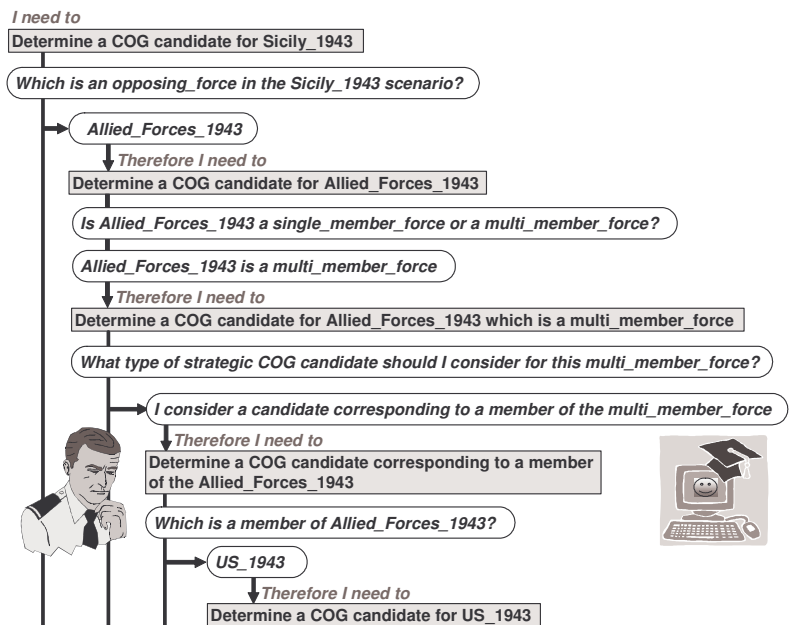 I need to
Determine a COG candidate for Sicily_1943
Which is an opposing_force in the Sicily_1943 scenario?
Allied_Forces_1943
Therefore I need to
Determine a COG candidate for Allied_Forces_1943
Is Allied_Forces_1943 a single_member_force or a multi_member_force?
Allied_Forces_1943 is a multi_member_force
Therefore I need to
Determine a COG candidate for Allied_Forces_1943 which is a multi_member_force
What type of strategic COG candidate should I consider for this multi_member_force?
I consider a candidate corresponding to a member of the multi_member_force
Therefore I need to
Determine a COG candidate corresponding to a member
of the Allied_Forces_1943
Which is a member of Allied_Forces_1943?
US_1943
Therefore I need to
Determine a COG candidate for US_1943